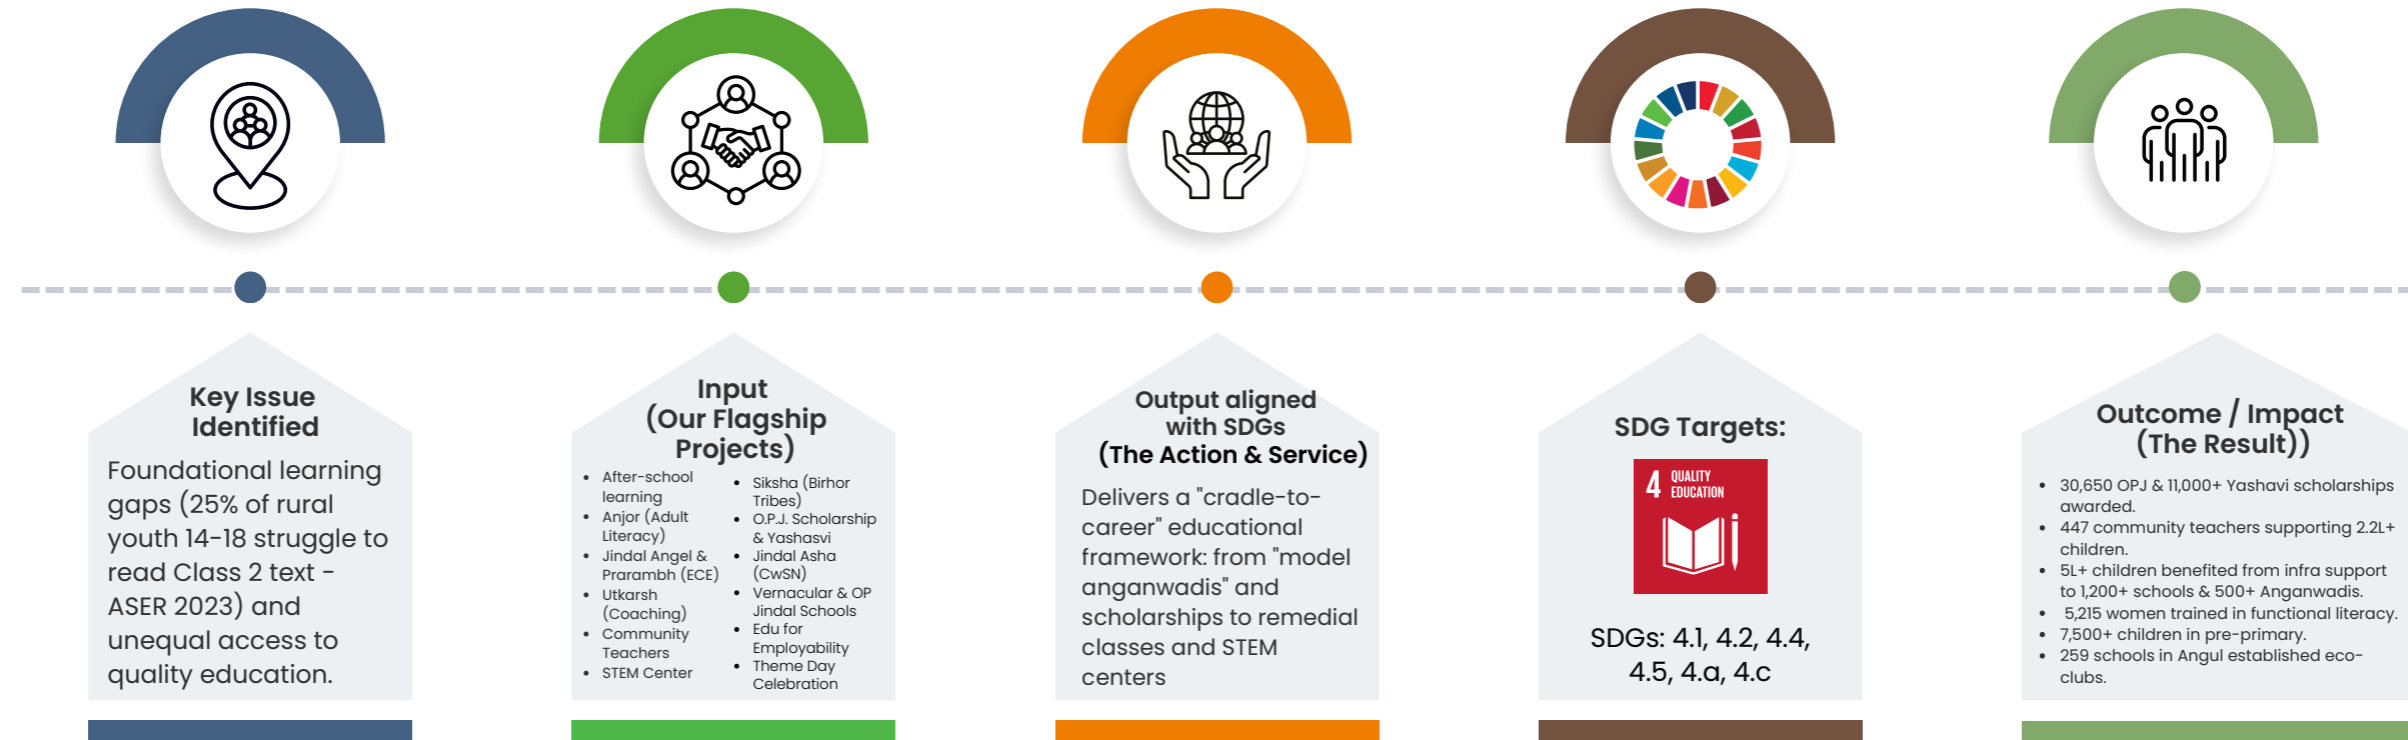 Key Issue
Identified
Foundational learning
gaps (25% of rural
youth 14-18 struggle to
read Class 2 text -
ASER 2023) and
unequal access to
quality education.
Input
(Our Flagship
Projects)
• After-school
learning
• Anjor (Adult
Literacy)
• Jindal Angel &
Prarambh (ECE)
• Utkarsh
(Coaching)
• Community
Teachers
• STEM Center
• Siksha (Birhor
Tribes)
• O.P.J. Scholarship
& Yashasvi
• Jindal Asha
(CwSN)
• Vernacular & OP
Jindal Schools
• Edu for
Employability
• Theme Day
Celebration
Output aligned
with SDGs
(The Action & Service)
Delivers a "cradle-to-
career" educational
framework: from "model
anganwadis" and
scholarships to remedial
classes and STEM
centers
SDG Targets:
4 QUALITY
EDUCATION
SDGs: 4.1, 4.2, 4.4,
4.5, 4.a, 4.c
Outcome / Impact
(The Result))
• 30,650 OPJ & 11,000+ Yashavi scholarships
awarded.
• 447 community teachers supporting 2.2L+
children.
• 5L+ children benefited from infra support
to 1,200+ schools & 500+ Anganwadis.
• 5,215 women trained in functional literacy.
• 7,500+ children in pre-primary.
• 259 schools in Angul established eco-
clubs.